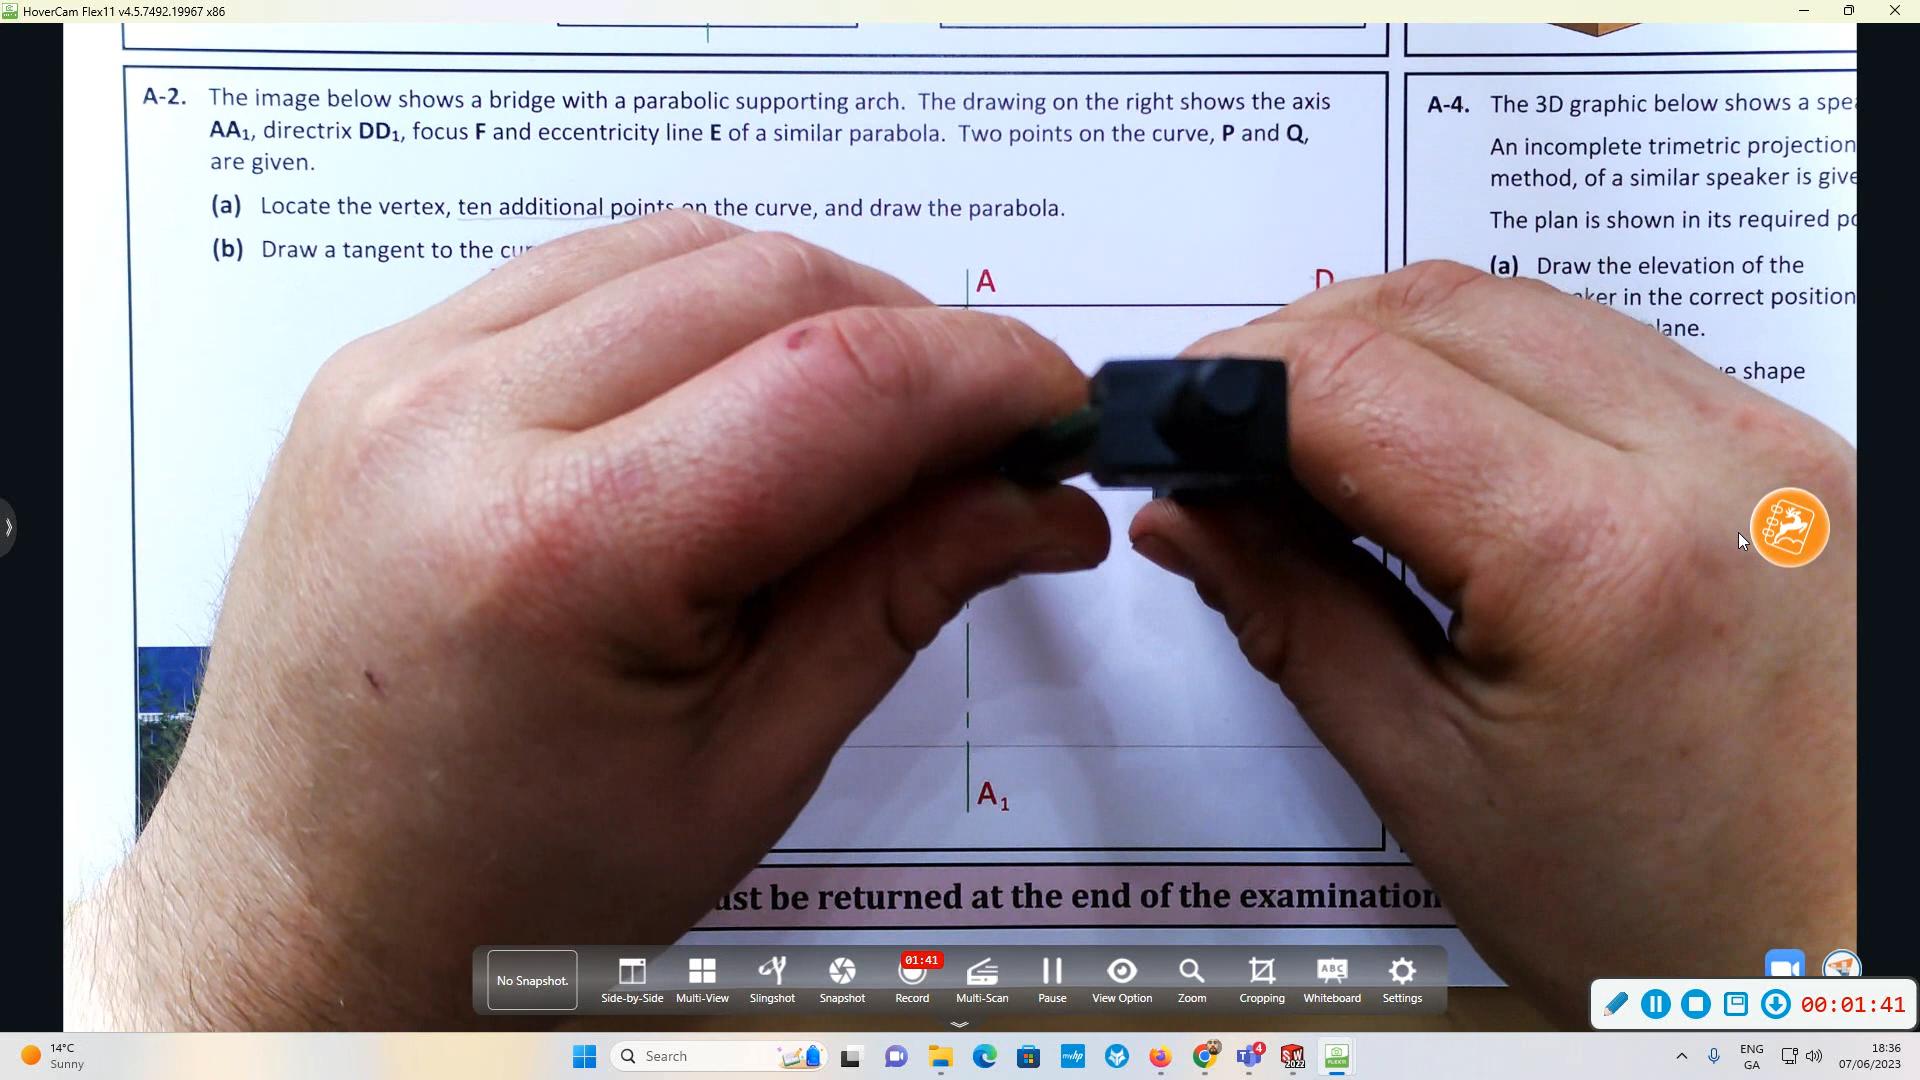 HoverCam Flex11 v4.5.7492.19967 x86
A-2. The image below shows a bridge with a parabolic supporting arch. The drawing on the right shows the axis
AA₁, directrix DD₁, focus F and eccentricity line E of a similar parabola. Two points on the curve, P and Q,
are given.
(a) Locate the vertex, ten additional points on the curve, and draw the parabola.
(b) Draw a tangent to the
A
D
A₁
A-4. The 3D graphic below shows a
An incomplete trimetric projection
method, of a similar speaker is
The plan is shown in its required
(a) Draw the elevation of the
in the correct position
shape
be returned at the end of the examination
No Snapshot.
Side-by-Side
Multi-View
Slingshot
Snapshot
01:41
Record
Multi-Scan
Pause
View Option
Zoom
Cropping
ABC
Whiteboard
Settings
00:01:41
14°C
Sunny
Search
myhp
4
SW
2022
FLEX11
ENG
GA
18:36
07/06/2023